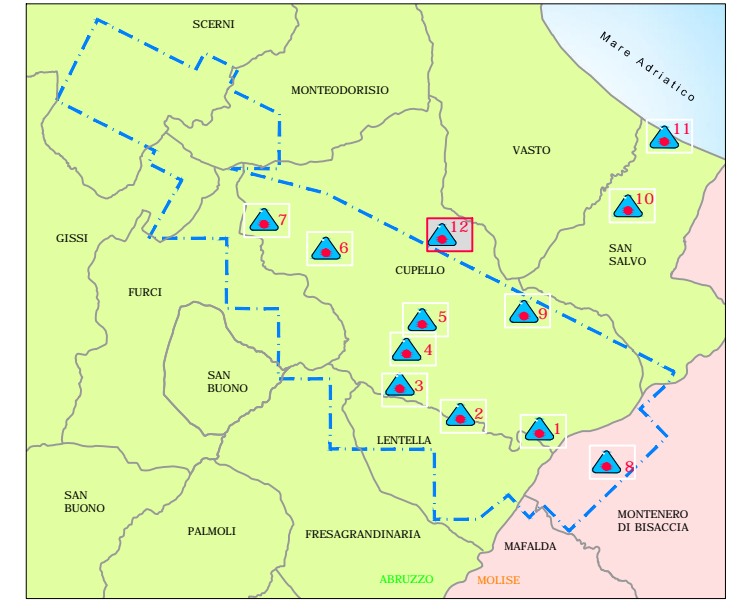 SCERNI
Mare Adriatico
MONTEODORISIO
11
VASTO
10
7
12
GISSI
6
SAN
SALVO
CUPELLO
FURCI
9
5
4
SAN
BUONO
3
2
1
LENTELLA
8
SAN
BUONO
MONTENERO
DI BISACCIA
PALMOLI
FRESAGRANDINARIA
MAFALDA
ABRUZZO
MOLISE